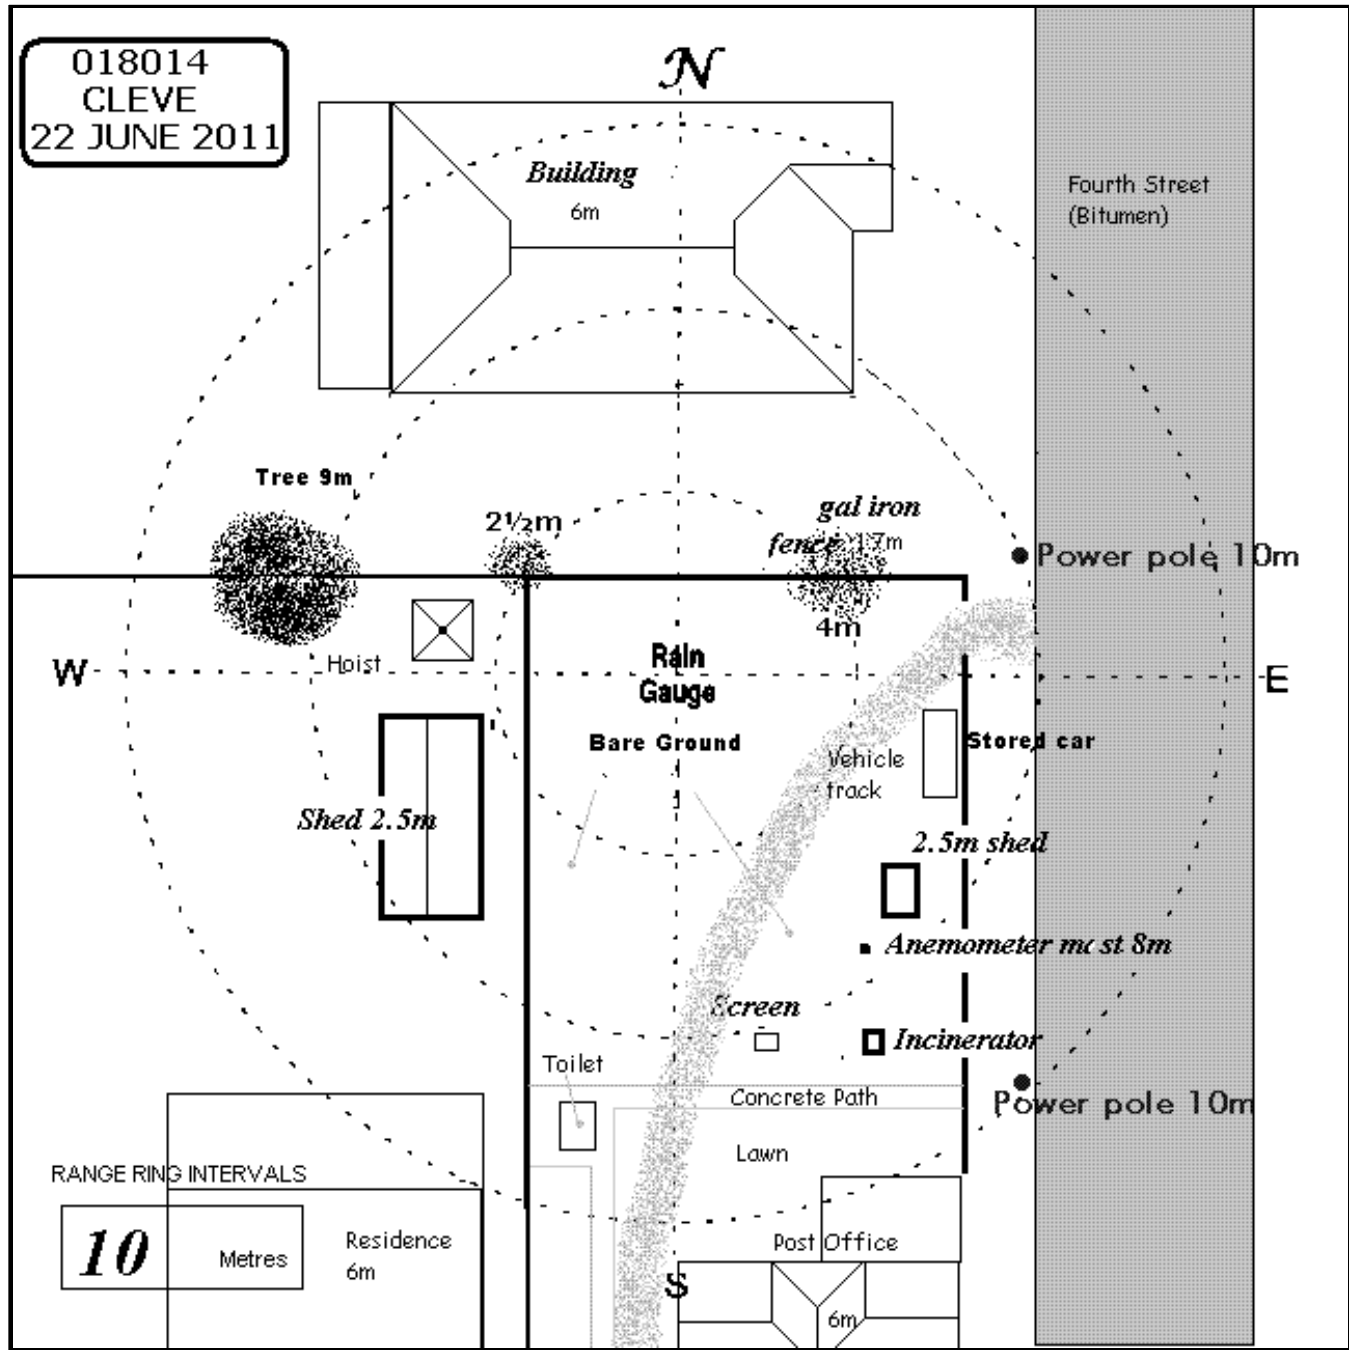 018014
CLEVE
22 JUNE 2011
N
Building
6m
Fourth Street
(Bitumen)
Tree 9m
2½m
gal iron
fence 1.7m
Power pole 10m
4m
W
Hoist
Rain
Gauge
E
Bare Ground
Stored car
Vehicle
track
Shed 2.5m
2.5m shed
Anemometer mast 8m
Screen
Incinerator
Toilet
Concrete Path
Power pole 10m
Lawn
RANGE RING INTERVALS
10 Metres
Residence
6m
Post Office
S
6m